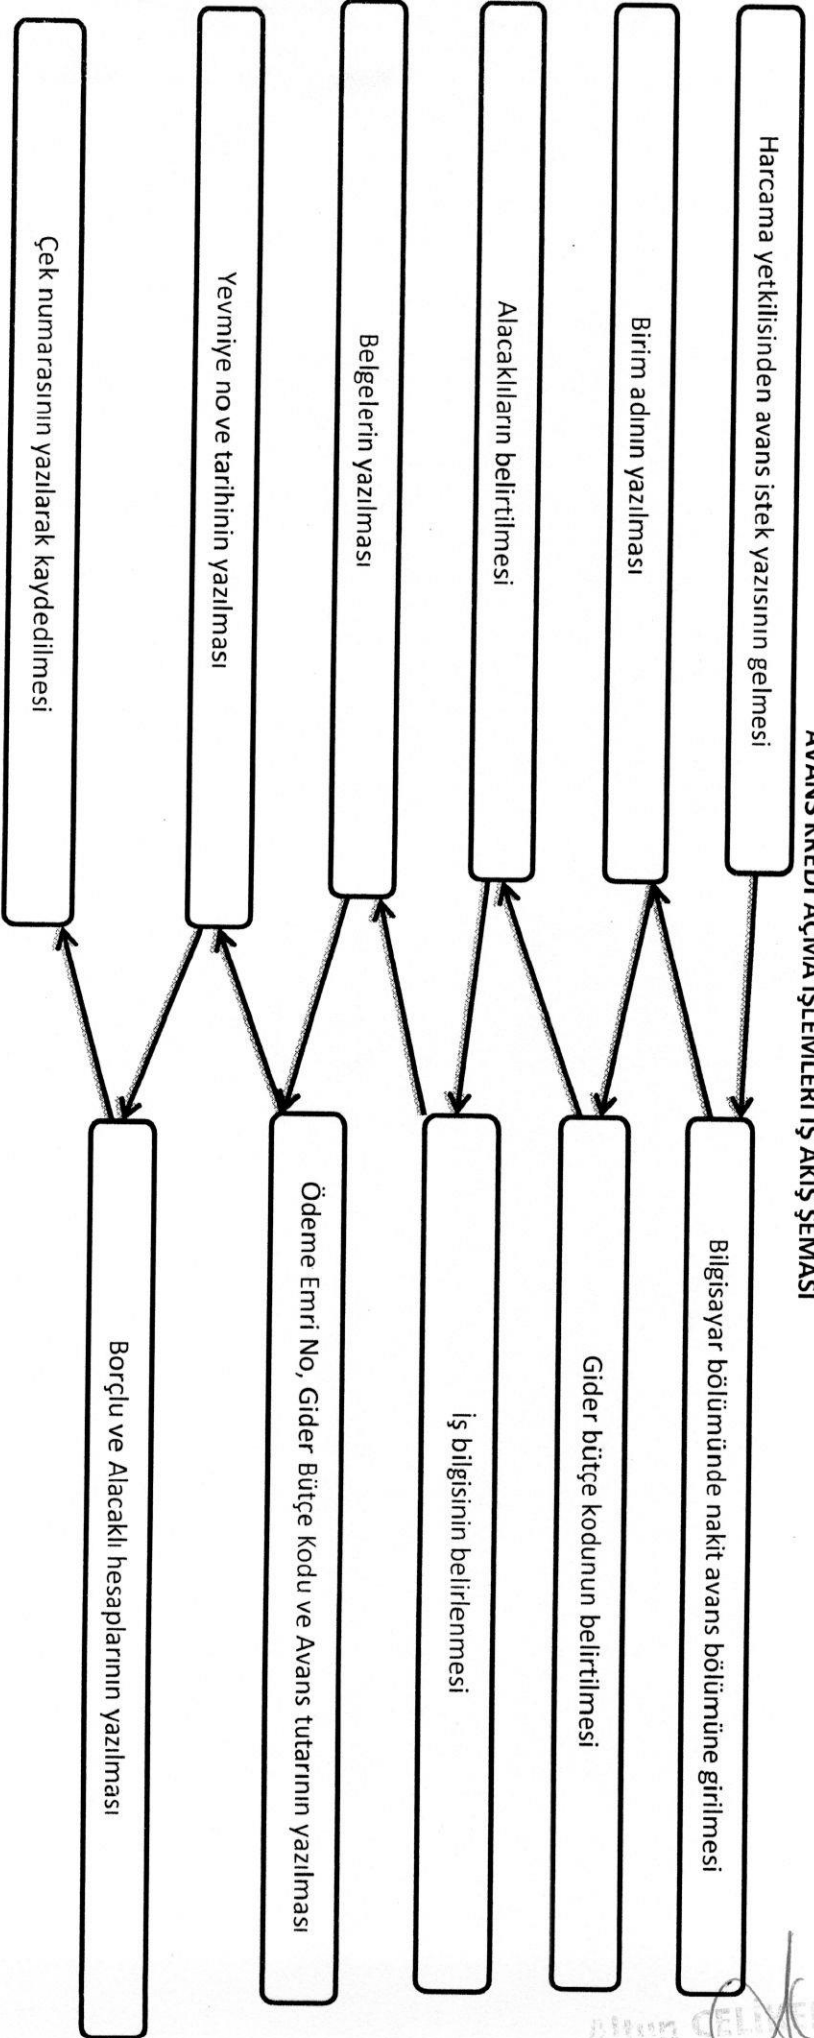 AVANS KREDİ AÇMA İŞLEMLERİ İŞ AKIŞ ŞEMASI
Harcama yetkilisinden avans istek yazısının gelmesi
Bilgisayar bölümünde nakit avans bölümüne girilmesi
Birim adının yazılması
Gider bütçe kodunun belirtilmesi
Alacaklıların belirtilmesi
İş bilgisinin belirlenmesi
Belgelerin yazılması
Ödeme Emri No, Gider Bütçe Kodu ve Avans tutarının yazılması
Yevmiye no ve tarihinin yazılması
Borçlu ve Alacaklı hesaplarının yazılması
Çek numarasının yazılarak kaydedilmesi